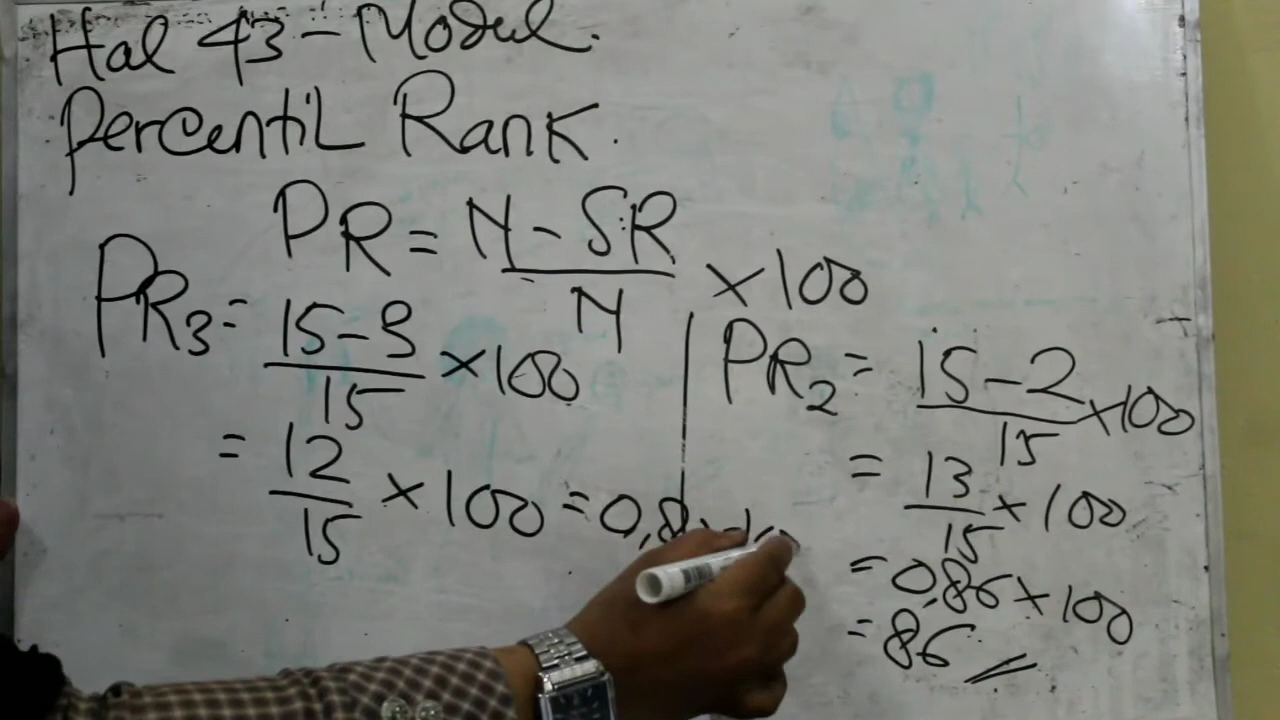 Hal 43 - Modul.
Percentil Rank.
PR = N - SR / N × 100
PR3 = 15 - 3 / 15 × 100
= 12 / 15 × 100 = 0,8 ×
PR2 = 15 - 2 / 15 × 100
= 13 / 15 × 100
= 0,86 × 100
= 86